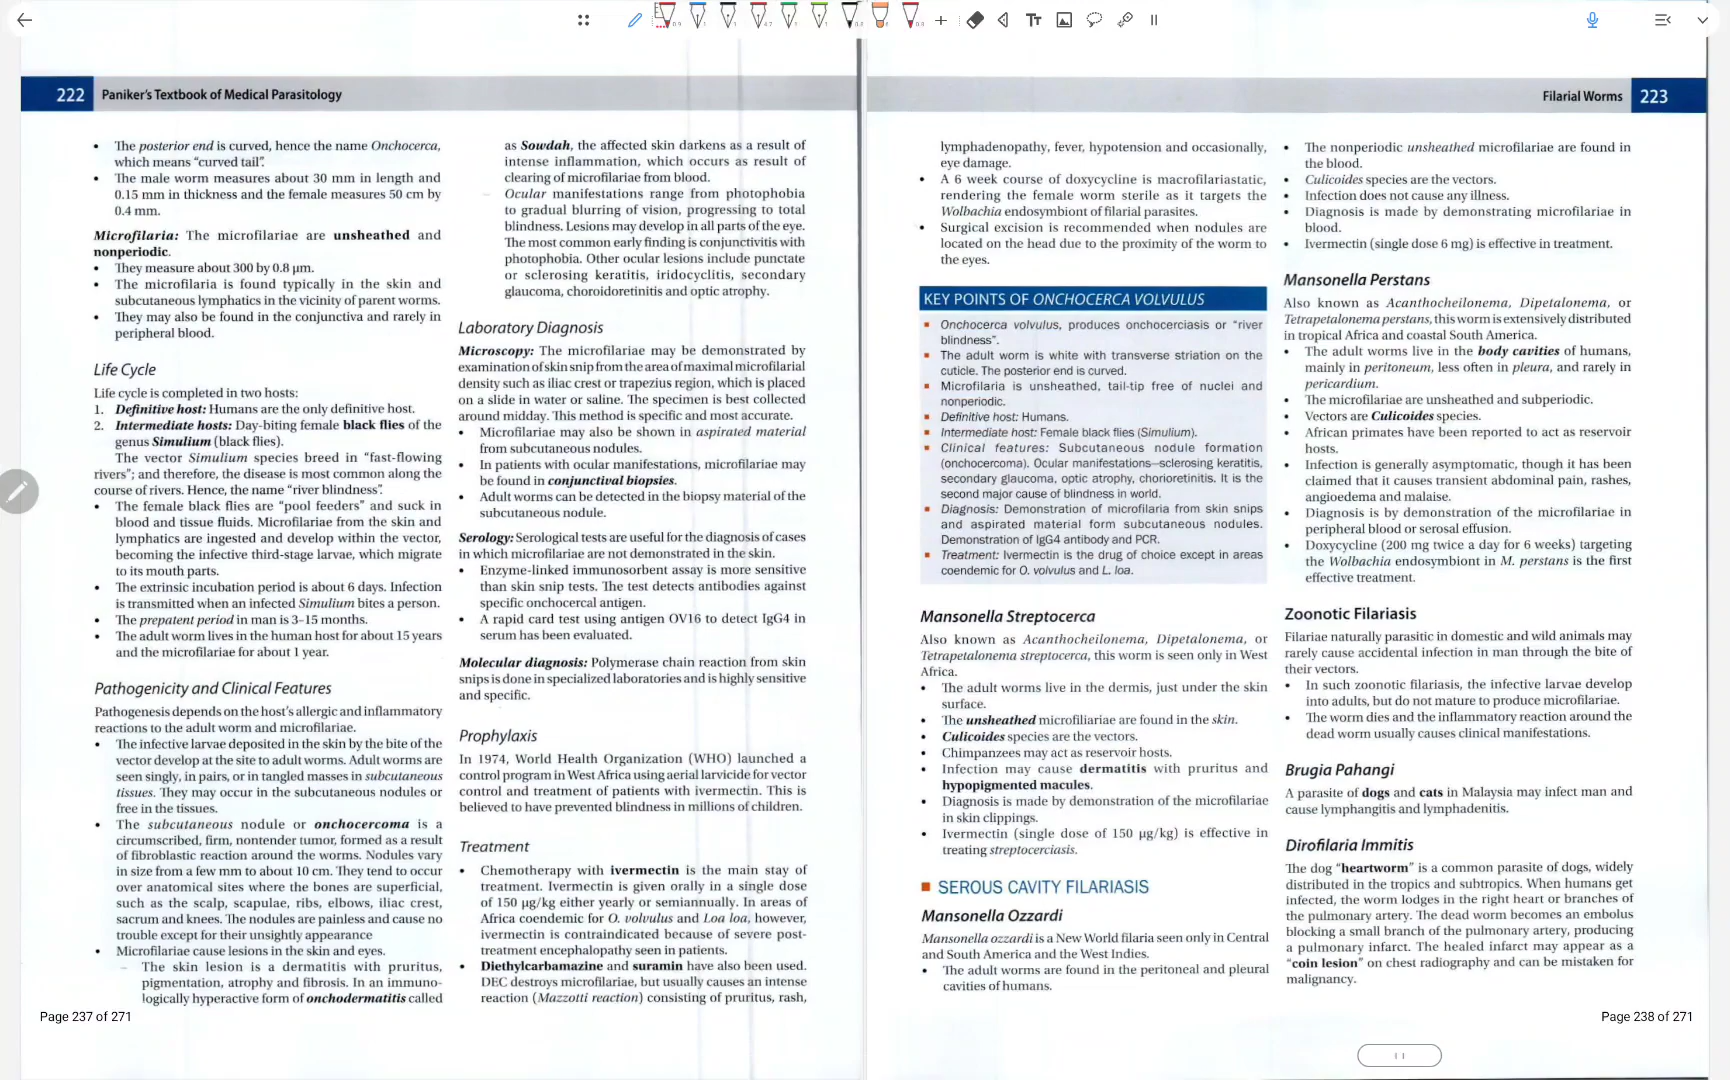 222 Paniker's Textbook of Medical Parasitology
• The posterior end is curved, hence the name Onchocerca,
which means “curved tail”.
• The male worm measures about 30 mm in length and
0.15 mm in thickness and the female measures 50 cm by
0.4 mm.
Microfilaria: The microfilariae are unsheathed and
nonperiodic.
• They measure about 300 by 0.8 μm.
• The microfilaria is found typically in the skin and
subcutaneous lymphatics in the vicinity of parent worms.
• They may also be found in the conjunctiva and rarely in
peripheral blood.
Life Cycle
Life cycle is completed in two hosts:
1. Definitive host: Humans are the only definitive host.
2. Intermediate hosts: Day-biting female black flies of the
genus Simulium (black flies).
The vector Simulium species breed in “fast-flowing
rivers”; and therefore, the disease is most common along the
course of rivers. Hence, the name “river blindness”.
• The female black flies are “pool feeders” and suck in
blood and tissue fluids. Microfilariae from the skin and
lymphatics are ingested and develop within the vector,
becoming the infective third-stage larvae, which migrate
to its mouth parts.
• The extrinsic incubation period is about 6 days. Infection
is transmitted when an infected Simulium bites a person.
• The prepatent period in man is 3–15 months.
• The adult worm lives in the human host for about 15 years
and the microfilariae for about 1 year.
Pathogenicity and Clinical Features
Pathogenesis depends on the host's allergic and inflammatory
reactions to the adult worm and microfilariae.
• The infective larvae deposited in the skin by the bite of the
vector develop at the site to adult worms. Adult worms are
seen singly, in pairs, or in tangled masses in subcutaneous
tissues. They may occur in the subcutaneous nodules or
free in the tissues.
• The subcutaneous nodule or onchocercoma is a
circumscribed, firm, nontender tumor, formed as a result
of fibroblastic reaction around the worms. Nodules vary
in size from a few mm to about 10 cm. They tend to occur
over anatomical sites where the bones are superficial,
such as the scalp, scapulae, ribs, elbows, iliac crest,
sacrum and knees. The nodules are painless and cause no
trouble except for their unsightly appearance
• Microfilariae cause lesions in the skin and eyes.
– The skin lesion is a dermatitis with pruritus,
pigmentation, atrophy and fibrosis. In an immuno-
logically hyperactive form of onchodermatitis called
as Sowdah, the affected skin darkens as a result of
intense inflammation, which occurs as result of
clearing of microfilariae from blood.
– Ocular manifestations range from photophobia
to gradual blurring of vision, progressing to total
blindness. Lesions may develop in all parts of the eye.
The most common early finding is conjunctivitis with
photophobia. Other ocular lesions include punctate
or sclerosing keratitis, iridocyclitis, secondary
glaucoma, choroidoretinitis and optic atrophy.
Laboratory Diagnosis
Microscopy: The microfilariae may be demonstrated by
examination of skin snip from the area of maximal microfilarial
density such as iliac crest or trapezius region, which is placed
on a slide in water or saline. The specimen is best collected
around midday. This method is specific and most accurate.
• Microfilariae may also be shown in aspirated material
from subcutaneous nodules.
• In patients with ocular manifestations, microfilariae may
be found in conjunctival biopsies.
• Adult worms can be detected in the biopsy material of the
subcutaneous nodule.
Serology: Serological tests are useful for the diagnosis of cases
in which microfilariae are not demonstrated in the skin.
• Enzyme-linked immunosorbent assay is more sensitive
than skin snip tests. The test detects antibodies against
specific onchocercal antigen.
• A rapid card test using antigen OV16 to detect IgG4 in
serum has been evaluated.
Molecular diagnosis: Polymerase chain reaction from skin
snips is done in specialized laboratories and is highly sensitive
and specific.
Prophylaxis
In 1974, World Health Organization (WHO) launched a
control program in West Africa using aerial larvicide for vector
control and treatment of patients with ivermectin. This is
believed to have prevented blindness in millions of children.
Treatment
• Chemotherapy with ivermectin is the main stay of
treatment. Ivermectin is given orally in a single dose
of 150 μg/kg either yearly or semiannually. In areas of
Africa coendemic for O. volvulus and Loa loa, however,
ivermectin is contraindicated because of severe post-
treatment encephalopathy seen in patients.
• Diethylcarbamazine and suramin have also been used.
DEC destroys microfilariae, but usually causes an intense
reaction (Mazzotti reaction) consisting of pruritus, rash,
Page 237 of 271
Filarial Worms 223
lymphadenopathy, fever, hypotension and occasionally,
eye damage.
• A 6 week course of doxycycline is macrofilariastatic,
rendering the female worm sterile as it targets the
Wolbachia endosymbiont of filarial parasites.
• Surgical excision is recommended when nodules are
located on the head due to the proximity of the worm to
the eyes.
KEY POINTS OF ONCHOCERCA VOLVULUS
Onchocerca volvulus, produces onchocerciasis or “river
blindness”.
The adult worm is white with transverse striation on the
cuticle. The posterior end is curved.
Microfilaria is unsheathed, tail-tip free of nuclei and
nonperiodic.
Definitive host: Humans.
Intermediate host: Female black flies (Simulium).
Clinical features: Subcutaneous nodule formation
(onchocercoma). Ocular manifestations—sclerosing keratitis,
secondary glaucoma, optic atrophy, chorioretinitis. It is the
second major cause of blindness in world.
Diagnosis: Demonstration of microfilaria from skin snips
and aspirated material form subcutaneous nodules.
Demonstration of IgG4 antibody and PCR.
Treatment: Ivermectin is the drug of choice except in areas
coendemic for O. volvulus and L. loa.
Mansonella Streptocerca
Also known as Acanthocheilonema, Dipetalonema, or
Tetrapetalonema streptocerca, this worm is seen only in West
Africa.
• The adult worms live in the dermis, just under the skin
surface.
• The unsheathed microfiliariae are found in the skin.
• Culicoides species are the vectors.
• Chimpanzees may act as reservoir hosts.
• Infection may cause dermatitis with pruritus and
hypopigmented macules.
• Diagnosis is made by demonstration of the microfilariae
in skin clippings.
• Ivermectin (single dose of 150 μg/kg) is effective in
treating streptocerciasis.
SEROUS CAVITY FILARIASIS
Mansonella Ozzardi
Mansonella ozzardi is a New World filaria seen only in Central
and South America and the West Indies.
• The adult worms are found in the peritoneal and pleural
cavities of humans.
• The nonperiodic unsheathed microfilariae are found in
the blood.
• Culicoides species are the vectors.
• Infection does not cause any illness.
• Diagnosis is made by demonstrating microfilariae in
blood.
• Ivermectin (single dose 6 mg) is effective in treatment.
Mansonella Perstans
Also known as Acanthocheilonema, Dipetalonema, or
Tetrapetalonema perstans, this worm is extensively distributed
in tropical Africa and coastal South America.
• The adult worms live in the body cavities of humans,
mainly in peritoneum, less often in pleura, and rarely in
pericardium.
• The microfilariae are unsheathed and subperiodic.
• Vectors are Culicoides species.
• African primates have been reported to act as reservoir
hosts.
• Infection is generally asymptomatic, though it has been
claimed that it causes transient abdominal pain, rashes,
angioedema and malaise.
• Diagnosis is by demonstration of the microfilariae in
peripheral blood or serosal effusion.
• Doxycycline (200 mg twice a day for 6 weeks) targeting
the Wolbachia endosymbiont in M. perstans is the first
effective treatment.
Zoonotic Filariasis
Filariae naturally parasitic in domestic and wild animals may
rarely cause accidental infection in man through the bite of
their vectors.
• In such zoonotic filariasis, the infective larvae develop
into adults, but do not mature to produce microfilariae.
• The worm dies and the inflammatory reaction around the
dead worm usually causes clinical manifestations.
Brugia Pahangi
A parasite of dogs and cats in Malaysia may infect man and
cause lymphangitis and lymphadenitis.
Dirofilaria Immitis
The dog “heartworm” is a common parasite of dogs, widely
distributed in the tropics and subtropics. When humans get
infected, the worm lodges in the right heart or branches of
the pulmonary artery. The dead worm becomes an embolus
blocking a small branch of the pulmonary artery, producing
a pulmonary infarct. The healed infarct may appear as a
“coin lesion” on chest radiography and can be mistaken for
malignancy.
Page 238 of 271